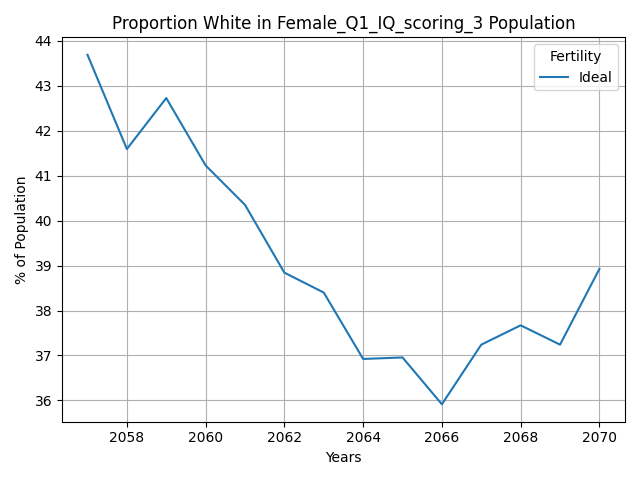 Proportion White in Female_Q1_IQ_scoring_3 Population
Fertility
Ideal
% of Population
44
43
42
41
40
39
38
37
36
2058 2060 2062 2064 2066 2068 2070
Years